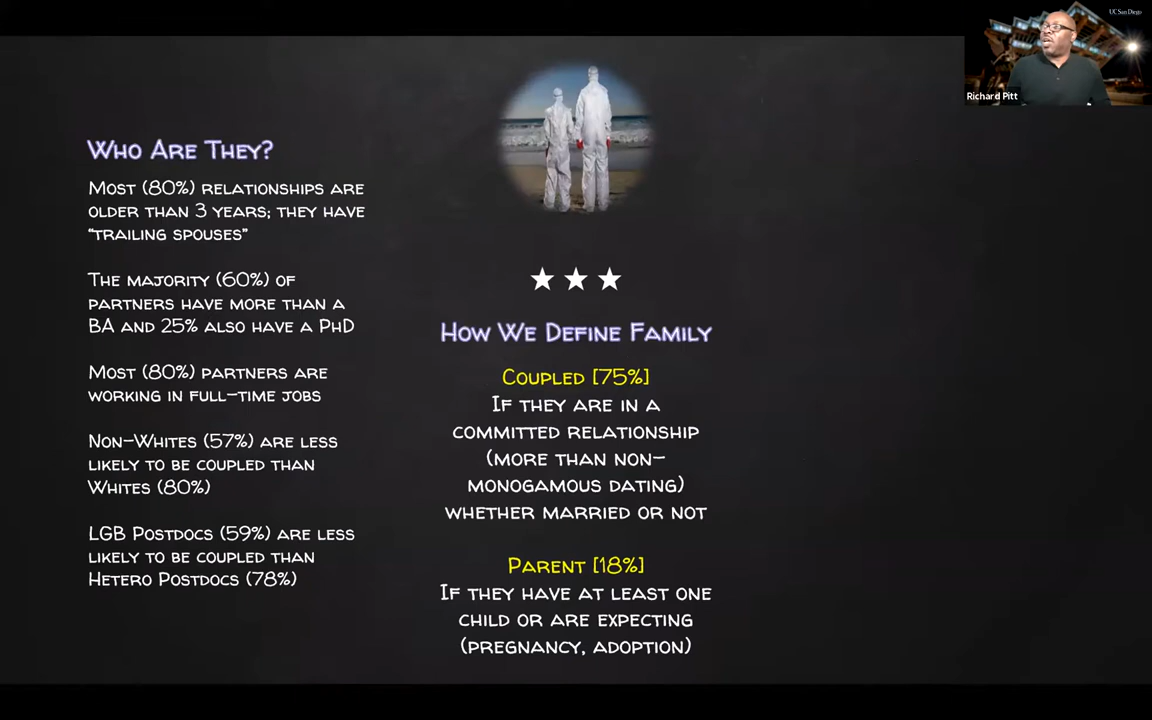 UC San Diego
Richard Pitt
Who Are They?
Most (80%) relationships are
older than 3 years; they have
“trailing spouses”
The majority (60%) of
partners have more than a
BA and 25% also have a PhD
Most (80%) partners are
working in full-time jobs
Non-Whites (57%) are less
likely to be coupled than
Whites (80%)
LGB Postdocs (59%) are less
likely to be coupled than
Hetero Postdocs (78%)
How We Define Family
Coupled [75%]
If they are in a
committed relationship
(more than non-
monogamous dating)
whether married or not
Parent [18%]
If they have at least one
child or are expecting
(pregnancy, adoption)